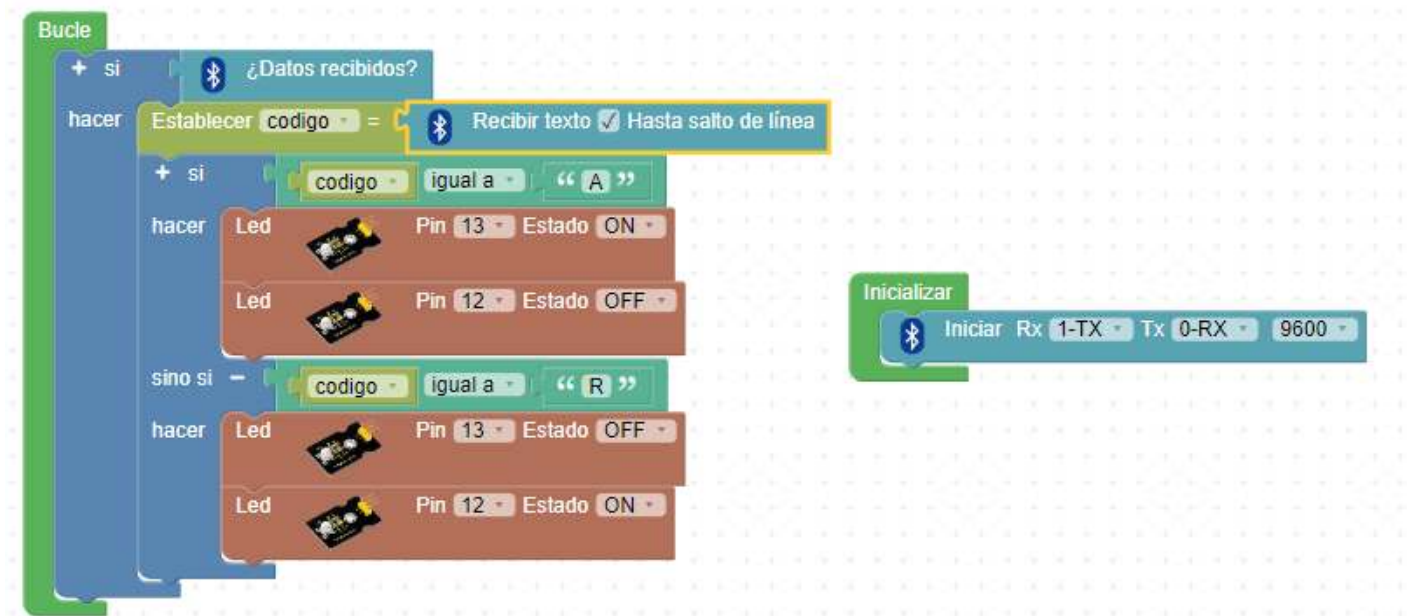 Bucle
+ si ¿Datos recibidos?
hacer Establecer codigo = Recibir texto Hasta salto de línea
+ si codigo igual a “ A ”
hacer Led Pin 13 Estado ON
Led Pin 12 Estado OFF
sino si − codigo igual a “ R ”
hacer Led Pin 13 Estado OFF
Led Pin 12 Estado ON
Inicializar
Iniciar Rx 1-TX Tx 0-RX 9600